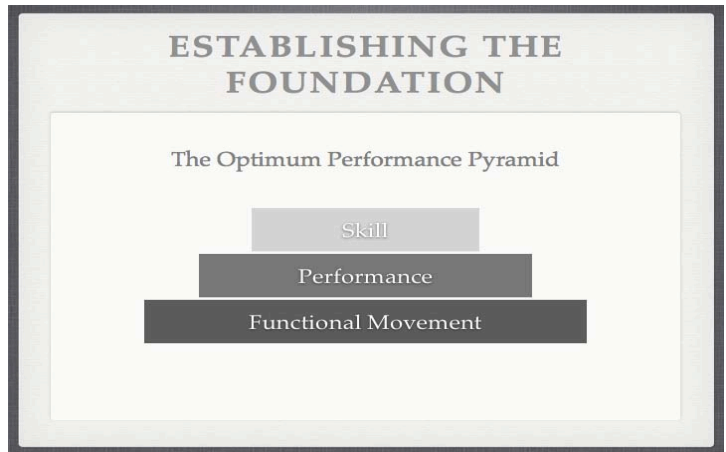 ESTABLISHING THE
FOUNDATION
The Optimum Performance Pyramid
Skill
Performance
Functional Movement